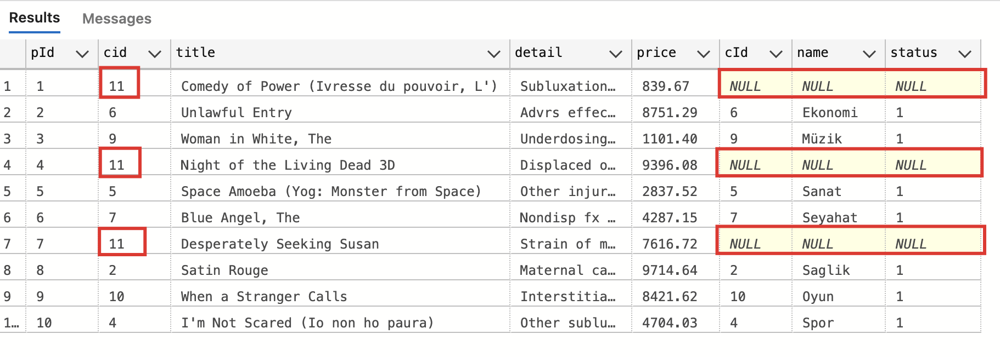 Results Messages
pId cid title detail price cId name status
1 1 11 Comedy of Power (Ivresse du pouvoir, L') Subluxation… 839.67 NULL NULL NULL
2 2 6 Unlawful Entry Advrs effec… 8751.29 6 Ekonomi 1
3 3 9 Woman in White, The Underdosing… 1101.40 9 Müzik 1
4 4 11 Night of the Living Dead 3D Displaced o… 9396.08 NULL NULL NULL
5 5 5 Space Amoeba (Yog: Monster from Space) Other injur… 2837.52 5 Sanat 1
6 6 7 Blue Angel, The Nondisp fx … 4287.15 7 Seyahat 1
7 7 11 Desperately Seeking Susan Strain of m… 7616.72 NULL NULL NULL
8 8 2 Satin Rouge Maternal ca… 9714.64 2 Saglik 1
9 9 10 When a Stranger Calls Interstitia… 8421.62 10 Oyun 1
1… 10 4 I'm Not Scared (Io non ho paura) Other sublu… 4704.03 4 Spor 1